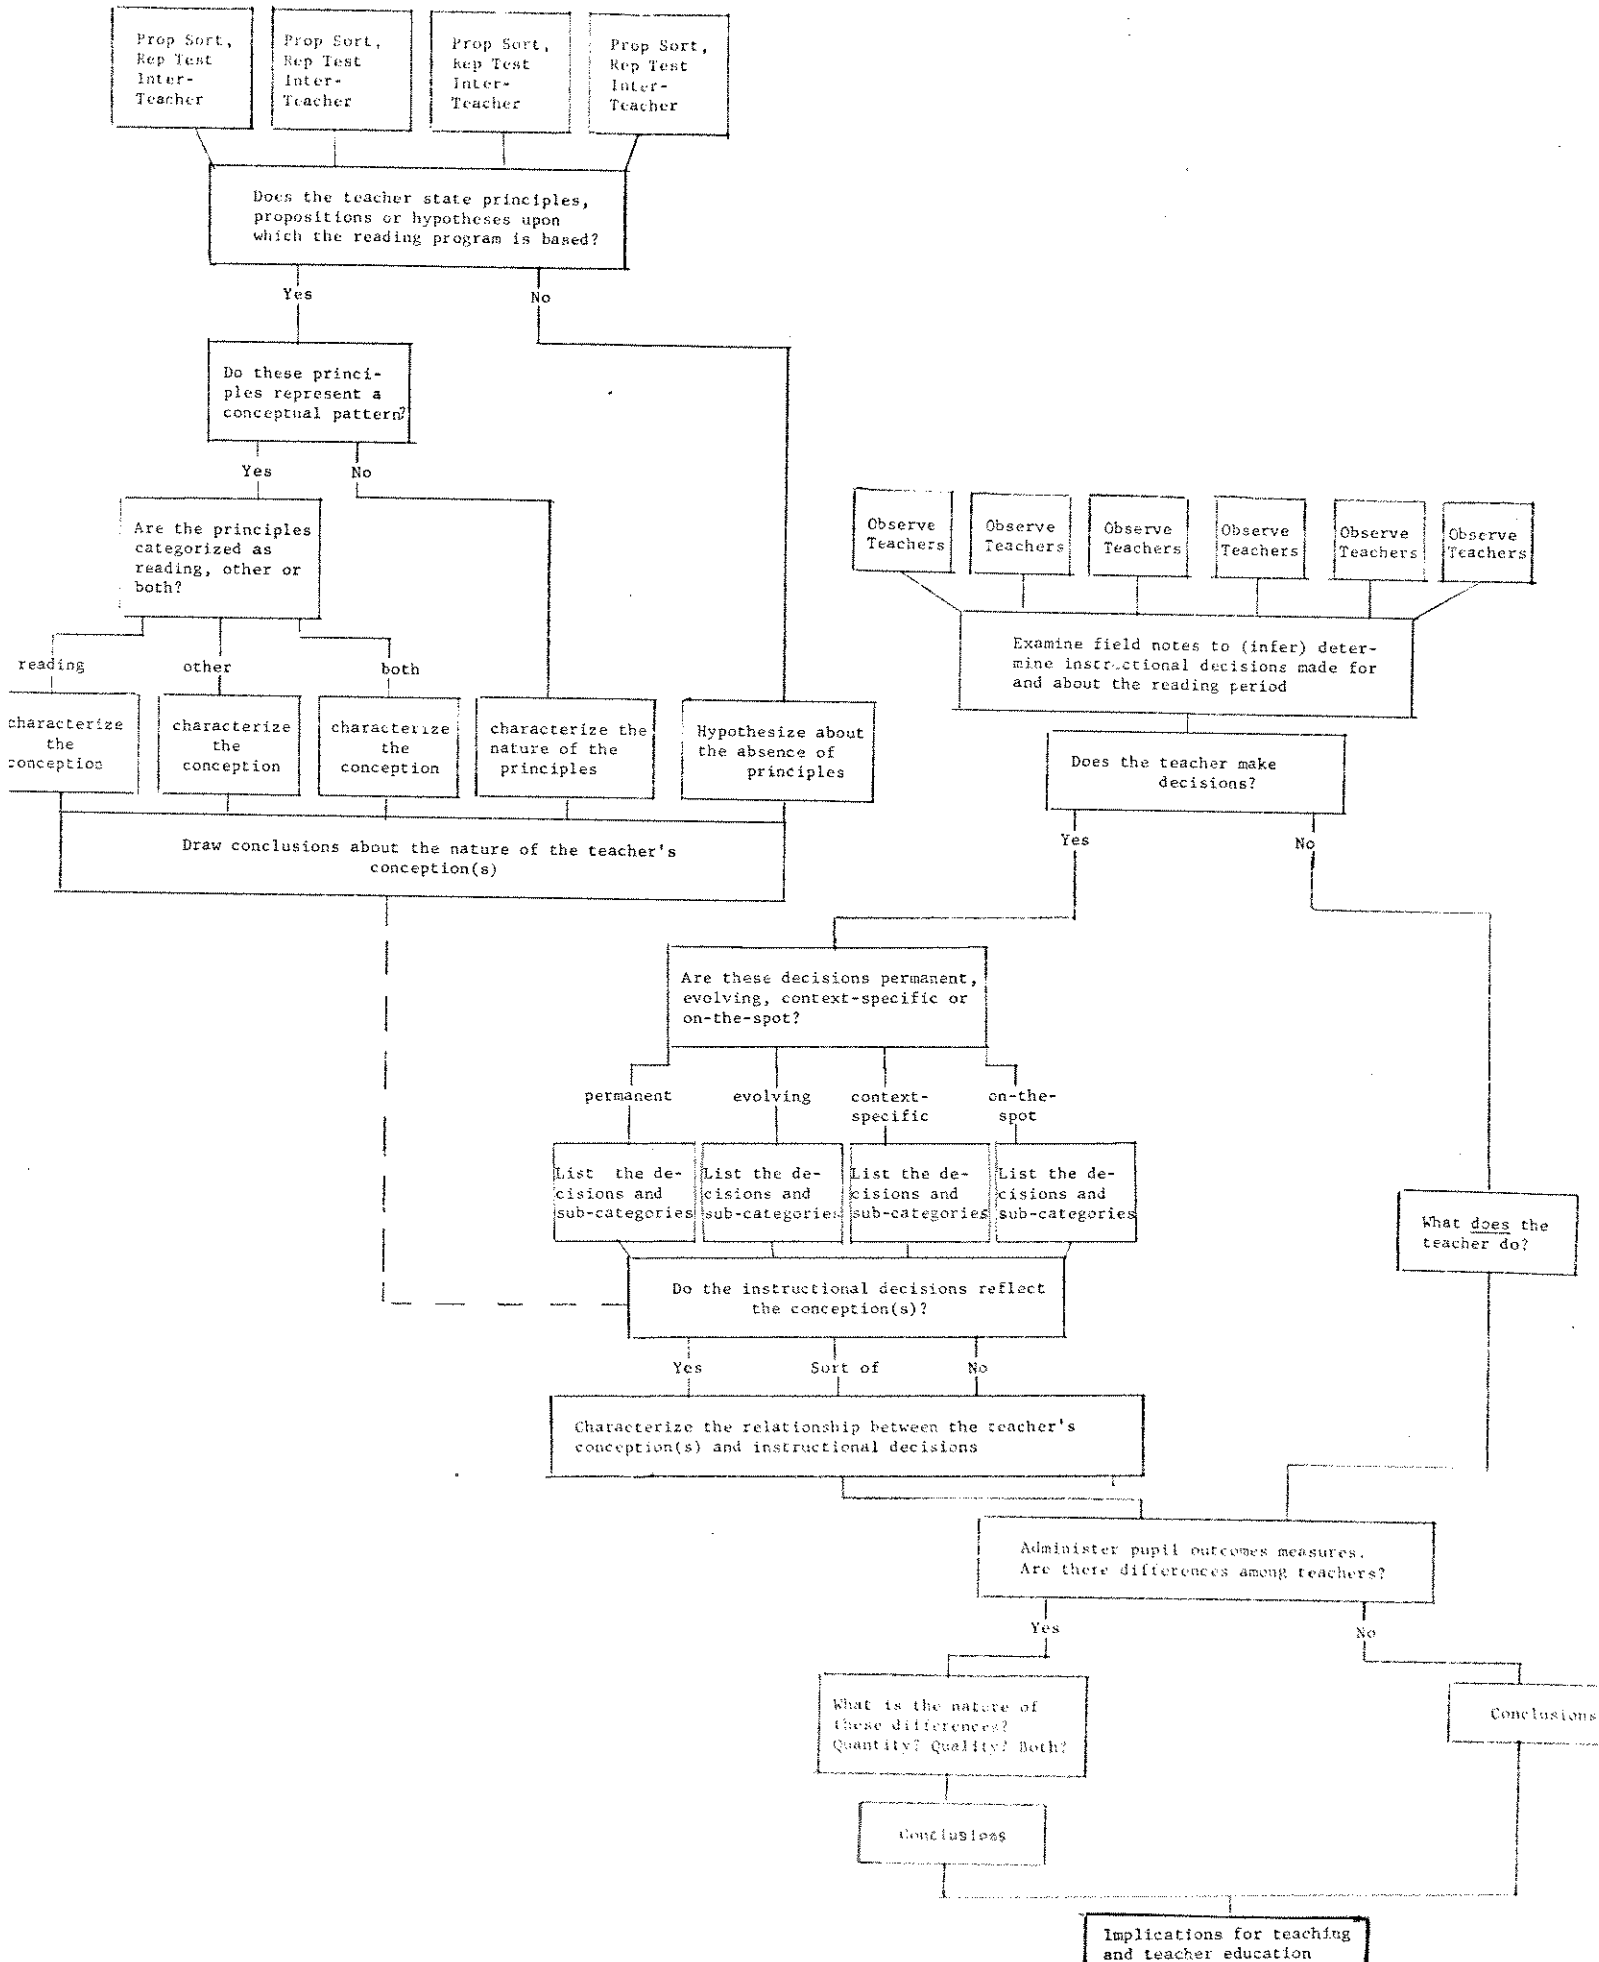 Prop Sort,
Rep Test
Inter-
Teacher
Prop Sort,
Rep Test
Inter-
Teacher
Prop Sort,
Rep Test
Inter-
Teacher
Prop Sort,
Rep Test
Inter-
Teacher
Does the teacher state principles,
propositions or hypotheses upon
which the reading program is based?
Yes
No
Do these princi-
ples represent a
conceptual pattern?
Yes
No
Are the principles
categorized as
reading, other or
both?
reading
other
both
characterize
the
conception
characterize
the
conception
characterize
the
conception
characterize the
nature of the
principles
Hypothesize about
the absence of
principles
Draw conclusions about the nature of the teacher's
conception(s)
Observe
Teachers
Observe
Teachers
Observe
Teachers
Observe
Teachers
Observe
Teachers
Observe
Teachers
Examine field notes to (infer) deter-
mine instructional decisions made for
and about the reading period
Does the teacher make
decisions?
Yes
No
Are these decisions permanent,
evolving, context-specific or
on-the-spot?
permanent
evolving
context-
specific
on-the-
spot
List the de-
cisions and
sub-categories
List the de-
cisions and
sub-categories
List the de-
cisions and
sub-categories
List the de-
cisions and
sub-categories
What does the
teacher do?
Do the instructional decisions reflect
the conception(s)?
Yes
Sort of
No
Characterize the relationship between the teacher's
conception(s) and instructional decisions
Administer pupil outcomes measures.
Are there differences among teachers?
Yes
No
What is the nature of
these differences?
Quantity? Quality? Both?
Conclusions
Conclusions
Implications for teaching
and teacher education